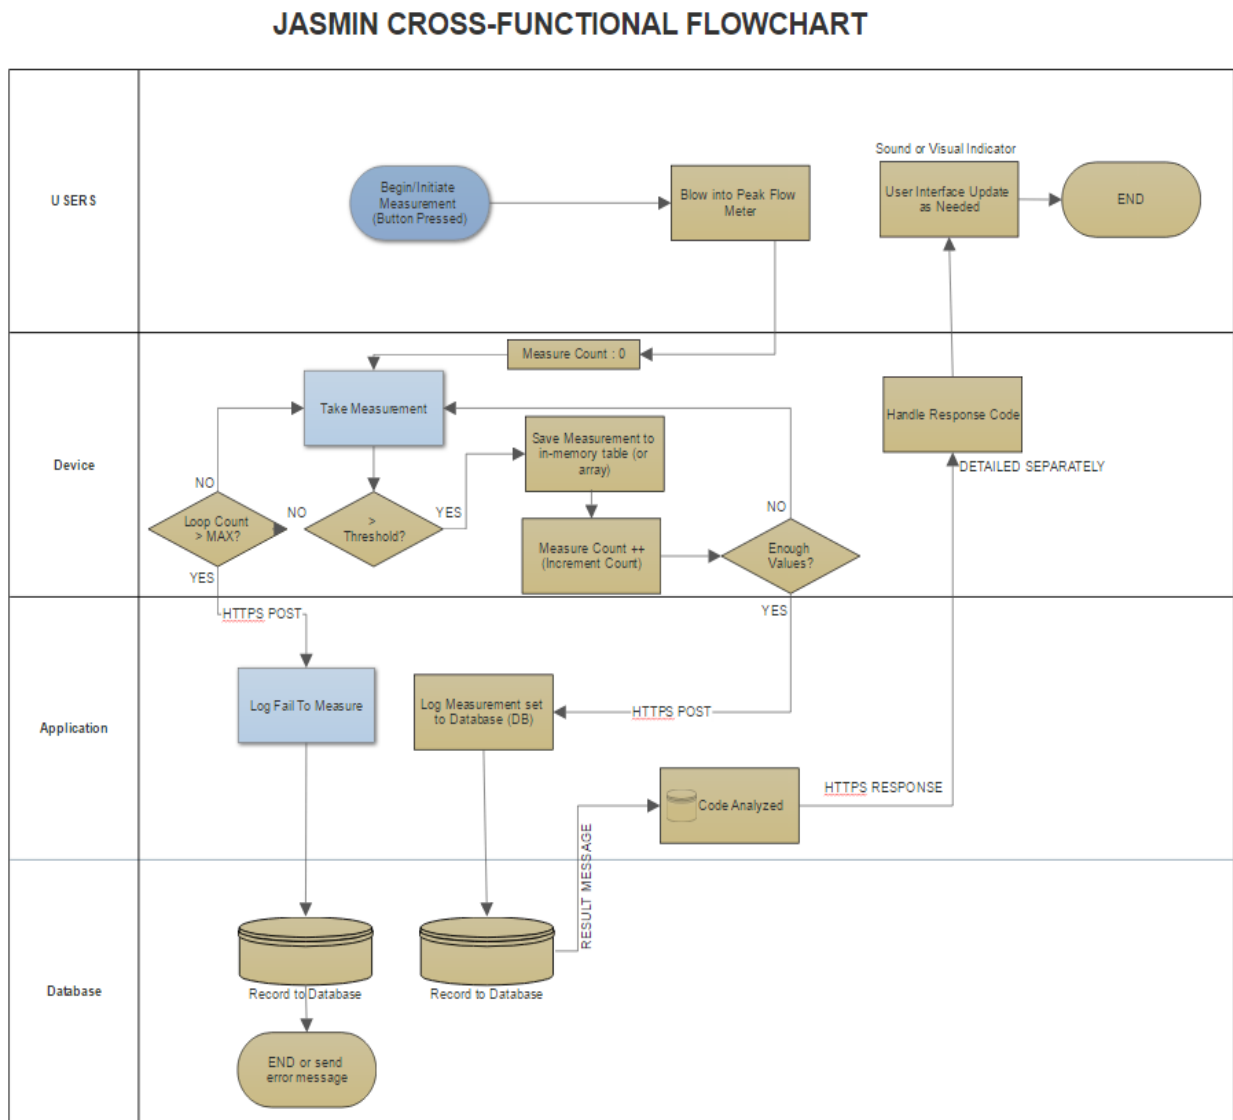 JASMIN CROSS-FUNCTIONAL FLOWCHART
USERS
Begin/Initiate
Measurement
(Button Pressed)
Blow into Peak Flow
Meter
Sound or Visual Indicator
User Interface Update
as Needed
END
Device
Measure Count : 0
Take Measurement
Save Measurement to
in-memory table (or
array)
Handle Response Code
DETAILED SEPARATELY
NO
Loop Count
> MAX?
NO
>
Threshold?
YES
Measure Count ++
(Increment Count)
NO
Enough
Values?
YES
YES
Application
HTTPS POST
Log Fail To Measure
Log Measurement set
to Database (DB)
HTTPS POST
Code Analyzed
HTTPS RESPONSE
RESULT MESSAGE
Database
Record to Database
Record to Database
END or send
error message